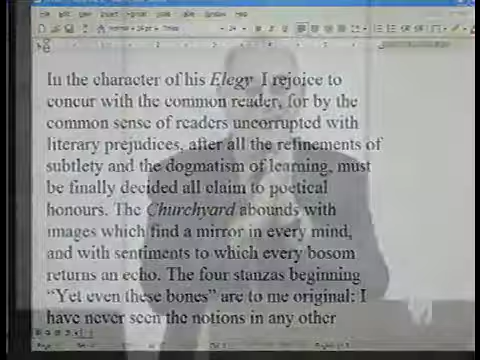 In the character of his Elegy I rejoice to
concur with the common reader, for by the
common sense of readers uncorrupted with
literary prejudices, after all the refinements of
subtlety and the dogmatism of learning, must
be finally decided all claim to poetical
honours. The Churchyard abounds with
images which find a mirror in every mind,
and with sentiments to which every bosom
returns an echo. The four stanzas beginning
“Yet even these bones” are to me original: I
have never seen the notions in any other